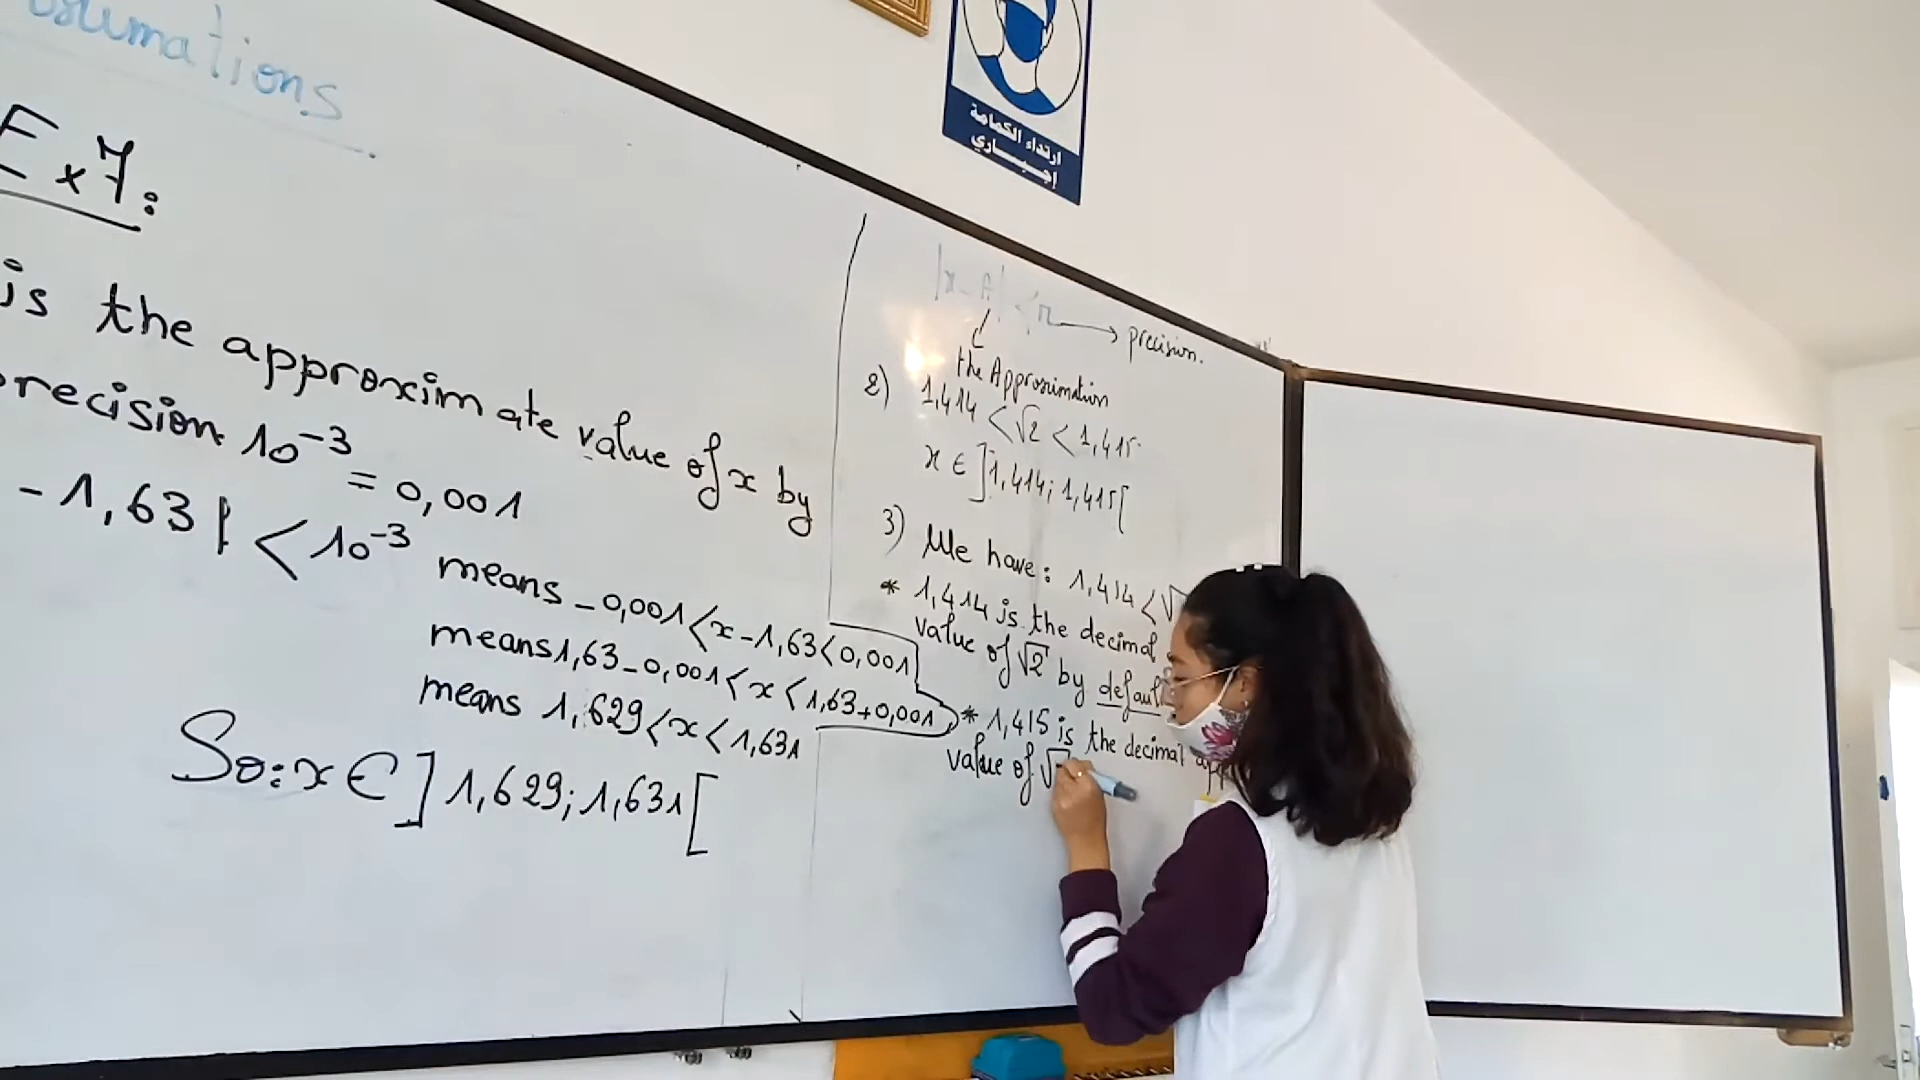 Ex 7:
is the approximate value of x by
precision 10⁻³ = 0,001
- 1,63 | < 10⁻³ means - 0,001 < x - 1,63 < 0,001
means 1,63 - 0,001 < x < 1,63 + 0,001
means 1,629 < x < 1,631
So: x ∈ ] 1,629; 1,631 [
|x - A| < r → precision.
the Approximation
2) 1,414 < √2 < 1,415
x ∈ ] 1,414; 1,415 [
3) We have: 1,414 < √
* 1,414 is the decimal
value of √2 by default
* 1,415 is the decimal app
value of √
ارتداء الكمامة
إجبــــاري